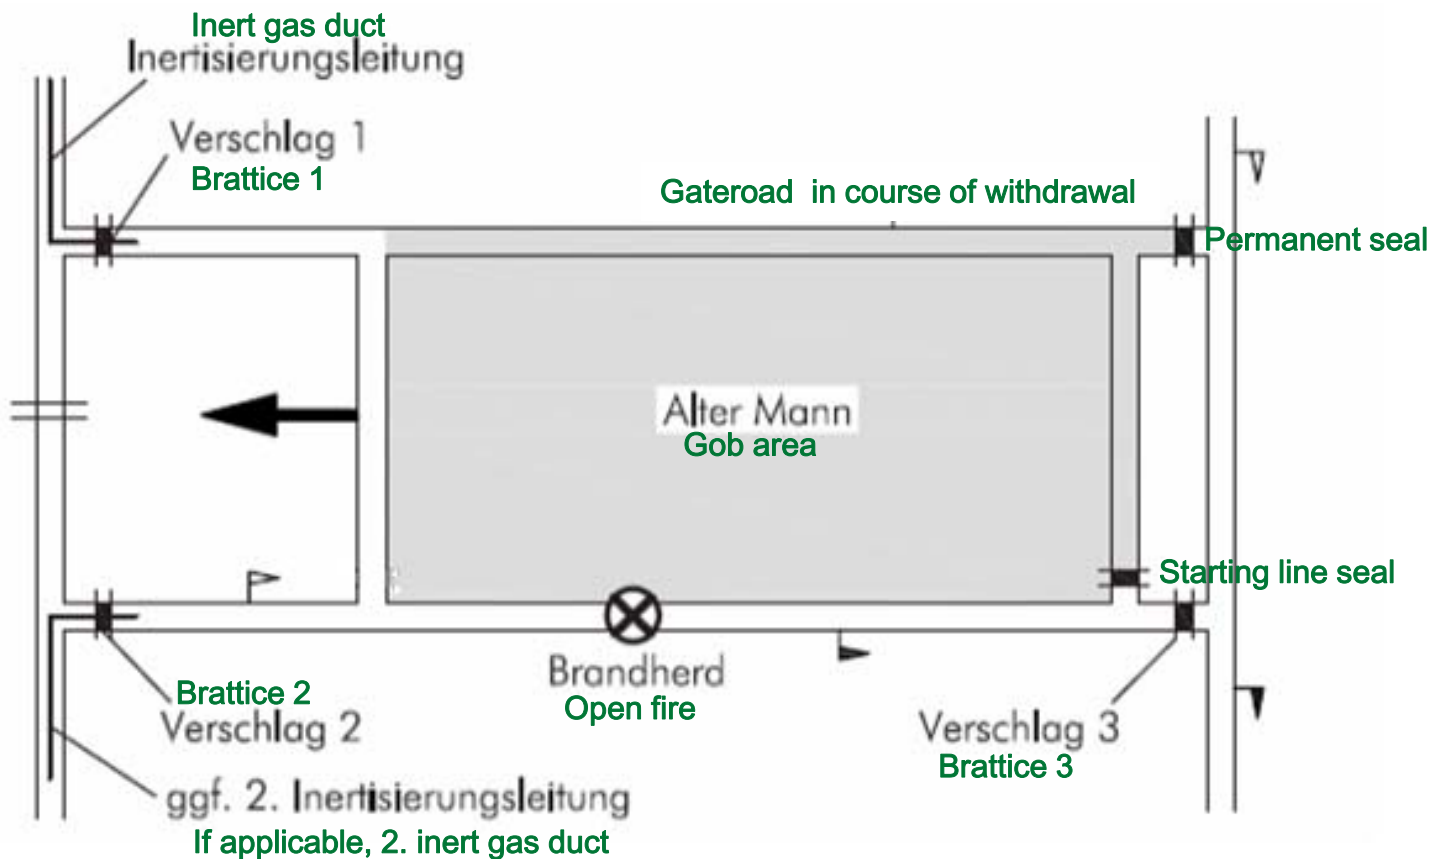 Inert gas duct
Inertisierungsleitung
Verschlag 1
Brattice 1
Gateroad in course of withdrawal
Permanent seal
Alter Mann
Gob area
Starting line seal
Brandherd
Open fire
Brattice 2
Verschlag 2
Verschlag 3
Brattice 3
ggf. 2. Inertisierungsleitung
If applicable, 2. inert gas duct